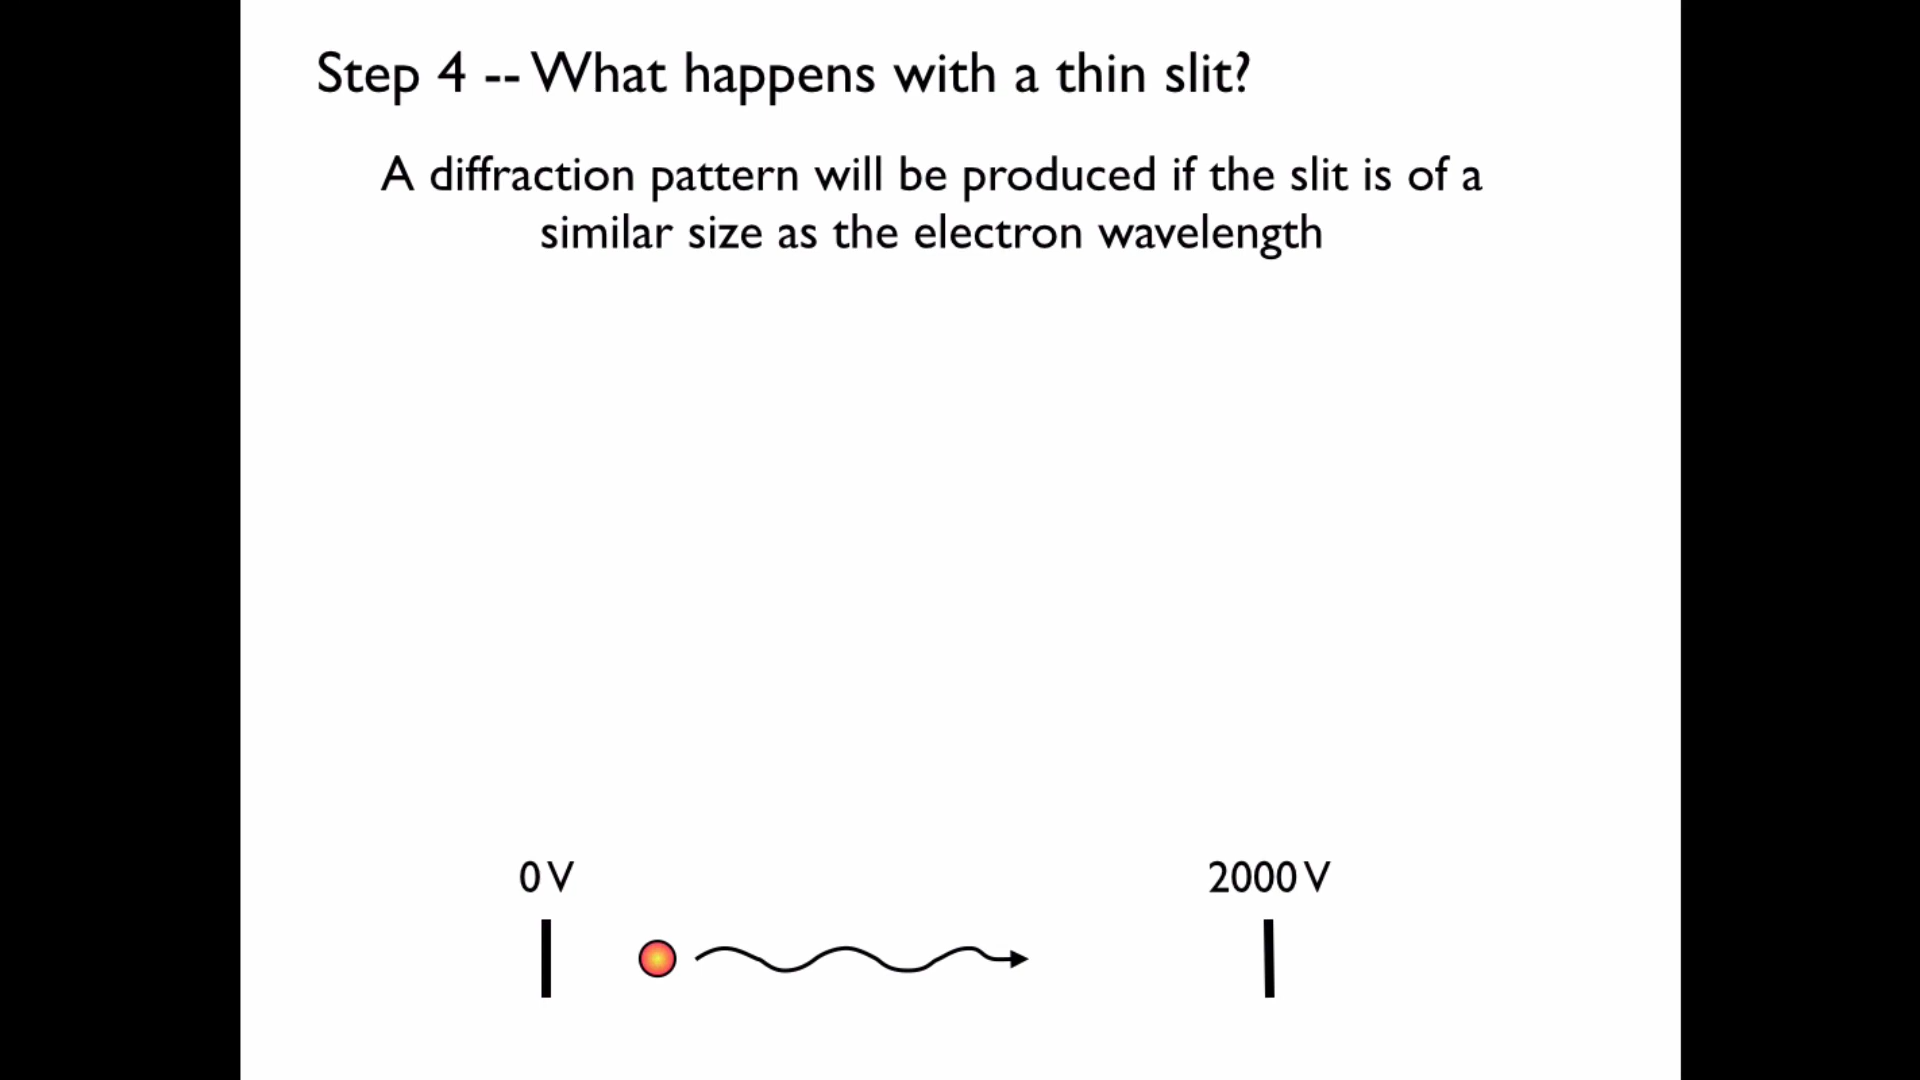 Step 4 -- What happens with a thin slit?
A diffraction pattern will be produced if the slit is of a
similar size as the electron wavelength
0 V
2000 V